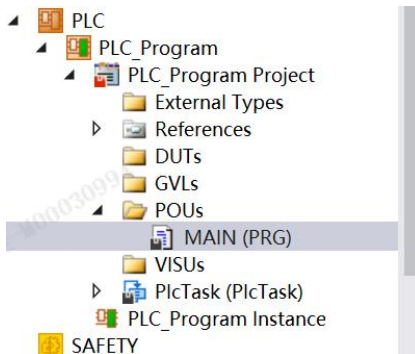 PLC
PLC_Program
PLC_Program Project
External Types
References
DUTs
GVLs
POUs
MAIN (PRG)
VISUs
PlcTask (PlcTask)
PLC_Program Instance
SAFETY